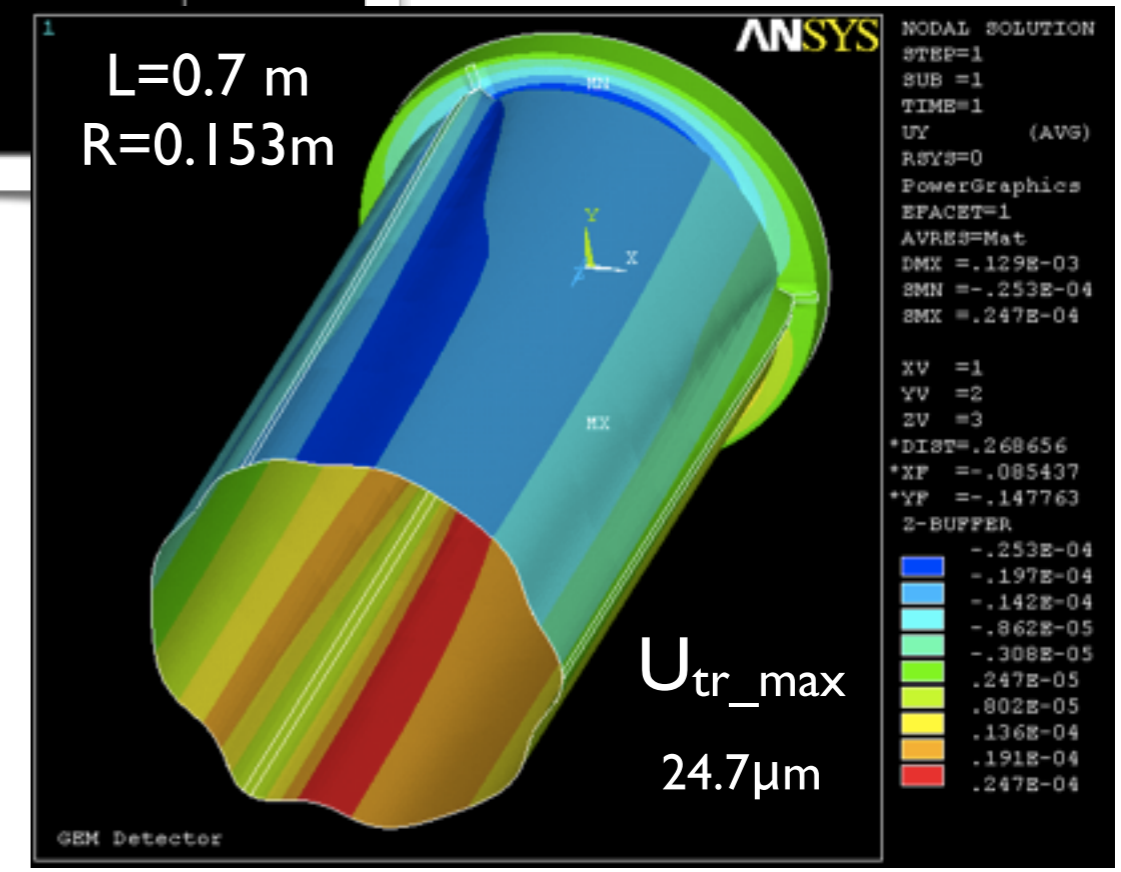 1
L=0.7 m
R=0.153m
ANSYS
MN
Y
X
Z
MX
U tr_max
24.7μm
GEM Detector
NODAL SOLUTION
STEP=1
SUB =1
TIME=1
UY (AVG)
RSYS=0
PowerGraphics
EFACET=1
AVRES=Mat
DMX =.129E-03
SMN =-.253E-04
SMX =.247E-04
XV =1
YV =2
ZV =3
*DIST=.268656
*XF =-.085437
*YF =-.147763
Z-BUFFER
-.253E-04
-.197E-04
-.142E-04
-.862E-05
-.308E-05
.247E-05
.802E-05
.136E-04
.191E-04
.247E-04